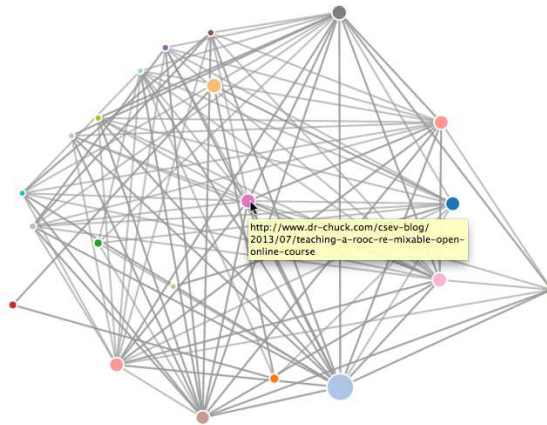 http://www.dr-chuck.com/csev-blog/
2013/07/teaching-a-rooc-re-mixable-open-
online-course